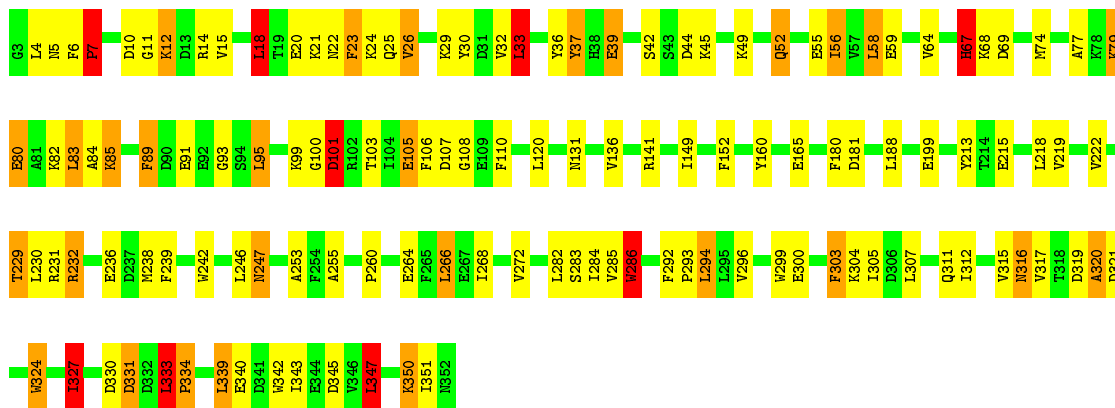 G3 L4 N5 F6 P7 D10 G11 K12 D13 R14 V15 L18 T19 E20 K21 N22 F23 K24 Q25 V26 K29 Y30 D31 V32 L33 Y36 Y37 H38 E39 S42 S43 D44 K45 K49 Q52 E55 I56 V57 L58 E59 V64 H67 K68 D69 M74 A77 K78 K79
E80 A81 K82 L83 A84 K85 F89 D90 E91 E92 G93 S94 L95 K99 G100 D101 R102 T103 I104 E105 F106 D107 G108 E109 F110 L120 N131 V136 R141 I149 F152 Y160 E165 F180 D181 L188 E199 Y213 T214 E215 L218 V219 V222
T229 L230 R231 R232 E236 D237 M238 F239 W242 L246 N247 A253 F254 A255 P260 E264 F265 L266 E267 I268 V272 L282 S283 I284 V285 W286 F292 P293 L294 L295 V296 W299 E300 F303 K304 I305 D306 L307 Q311 I312 V315 N316 V317 T318 D319 A320
W324 I327 D330 D331 D332 L333 P334 L339 E340 D341 W342 I343 E344 D345 V346 L347 K350 I351 N352